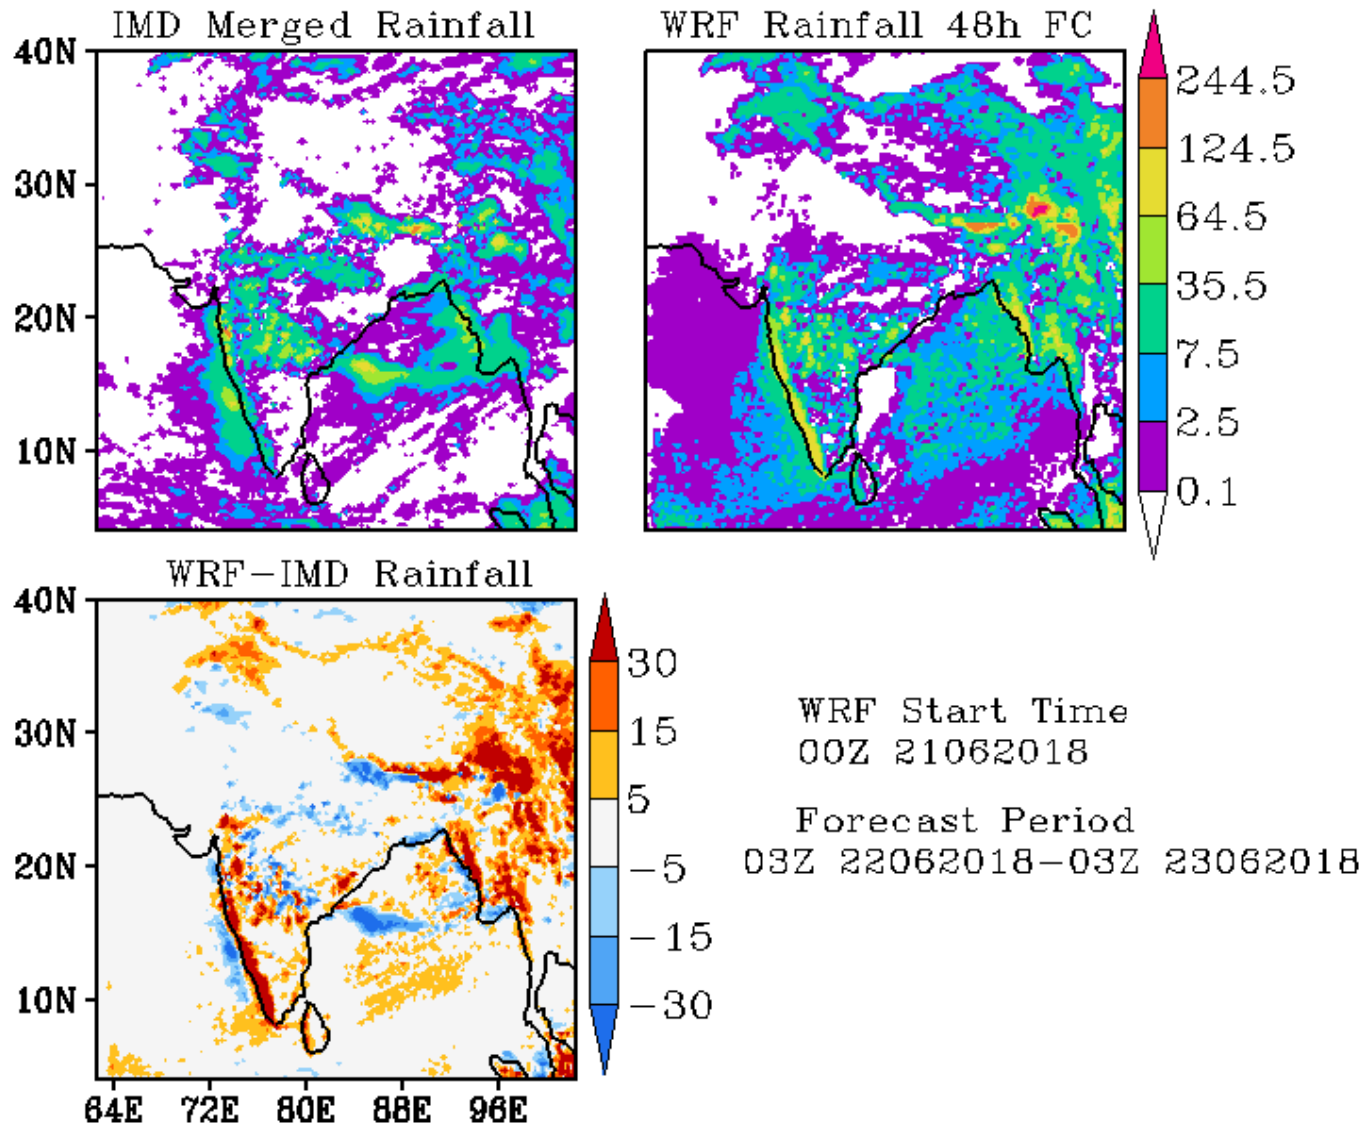 IMD Merged Rainfall
WRF Rainfall 48h FC
40N
30N
20N
10N
244.5
124.5
64.5
35.5
7.5
2.5
0.1
WRF-IMD Rainfall
40N
30N
20N
10N
64E 72E 80E 88E 96E
30
15
5
-5
-15
-30
WRF Start Time
00Z 21062018
Forecast Period
03Z 22062018-03Z 23062018